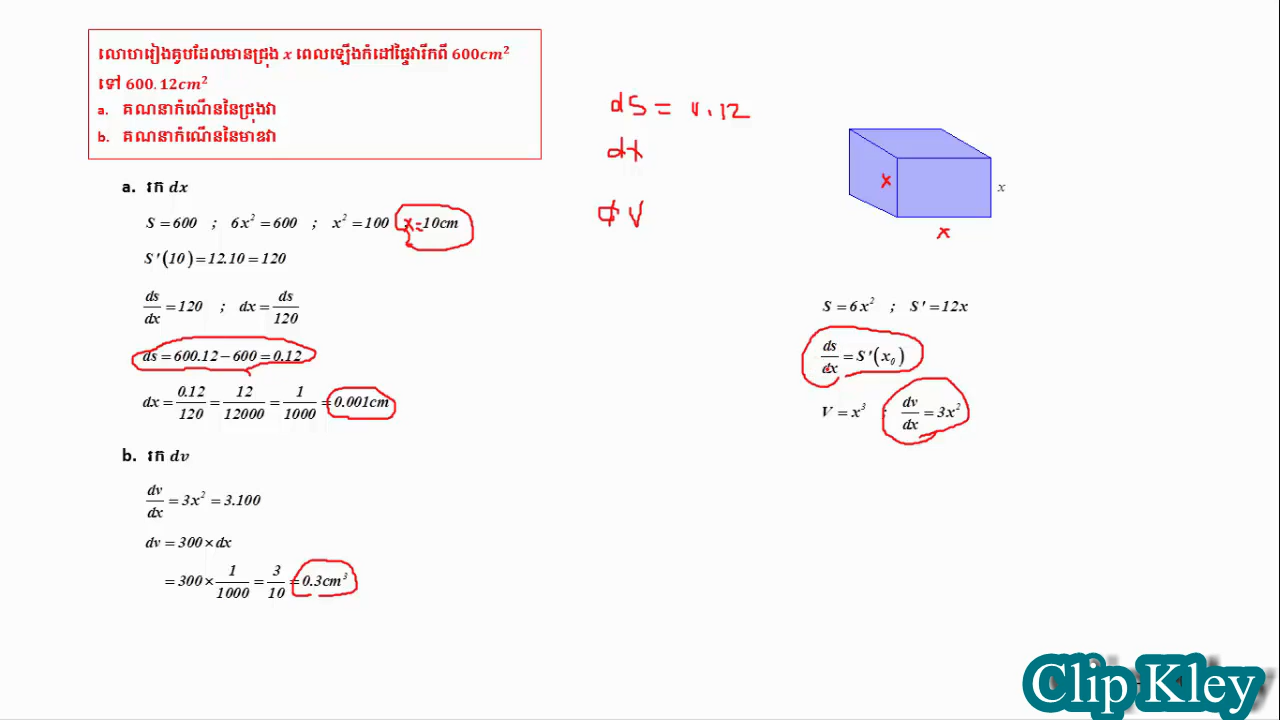 លោហៈរៀងគូបដែលមានជ្រុង x ពេលឡើងកំដៅផ្ទៃវារីកពី 600cm²
ទៅ 600.12cm²
a. គណនាកំណើននៃជ្រុងវា
b. គណនាកំណើននៃមាឌវា
dS = 0.12
dx
dV
x
x
x
a. រក dx
S = 600 ; 6x² = 600 ; x² = 100 x = 10cm
S'(10) = 12.10 = 120
ds/dx = 120 ; dx = ds/120
ds = 600.12 − 600 = 0.12
dx = 0.12/120 = 12/12000 = 1/1000 = 0.001cm
b. រក dv
dv/dx = 3x² = 3.100
dv = 300 × dx
= 300 × 1/1000 = 3/10 = 0.3cm³
S = 6x² ; S' = 12x
ds/dx = S'(x₀)
V = x³ ; dv/dx = 3x²
Clip Kley